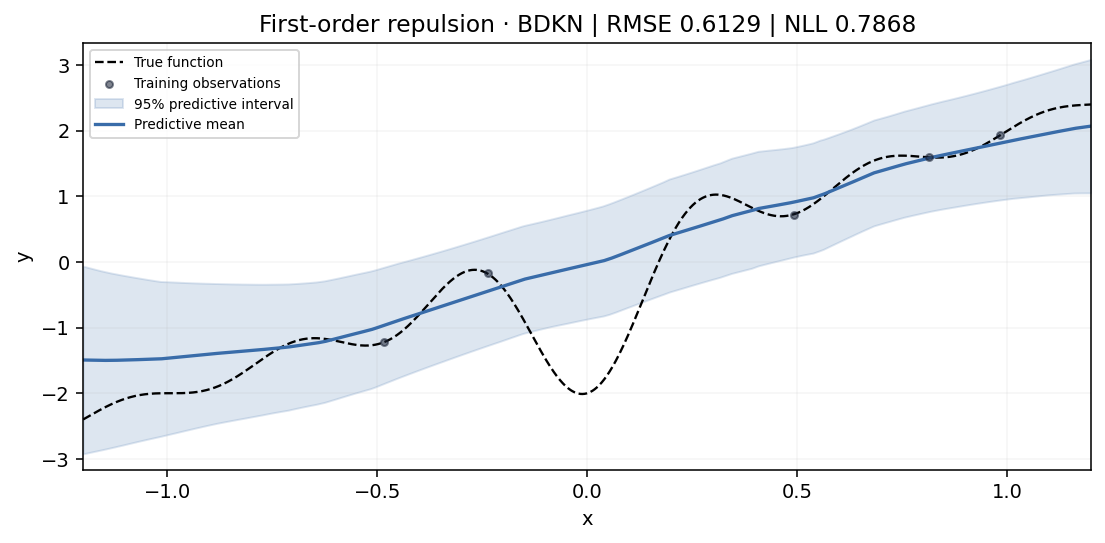 First-order repulsion · BDKN | RMSE 0.6129 | NLL 0.7868
True function
Training observations
95% predictive interval
Predictive mean
3
2
1
0
−1
−2
−3
y
−1.0 −0.5 0.0 0.5 1.0
x